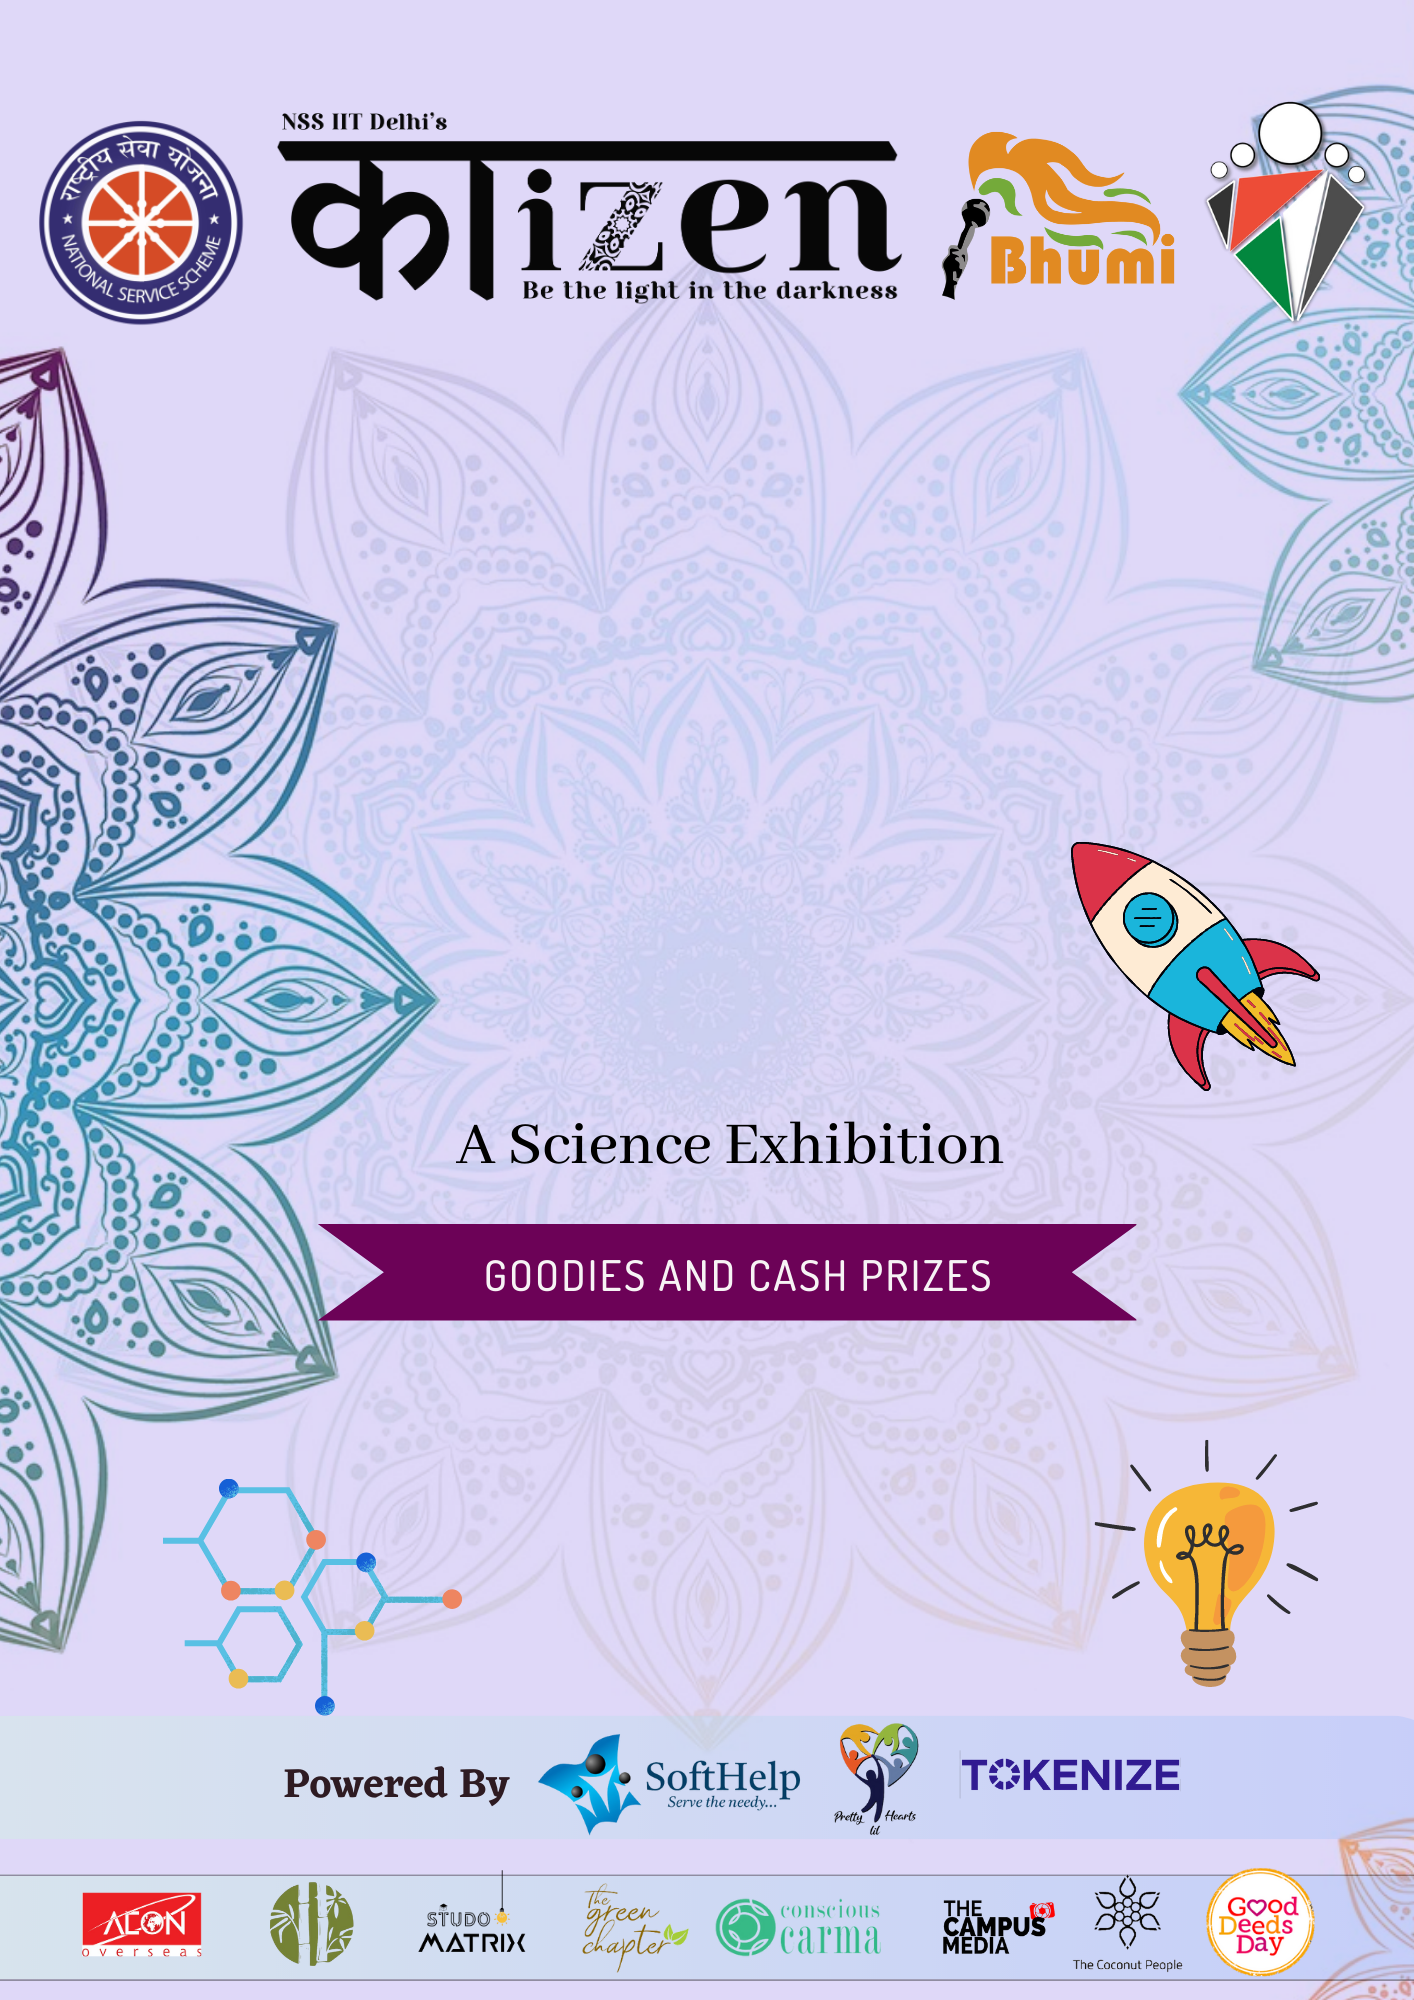 NSS IIT Delhi's
राष्ट्रीय सेवा योजना
NATIONAL SERVICE SCHEME
काizen
Be the light in the darkness
Bhumi
A Science Exhibition
GOODIES AND CASH PRIZES
Powered By
SoftHelp
Serve the needy...
Pretty lil Hearts
TOKENIZE
AEON
overseas
STUDO
MATRIX
The
green
chapter
conscious
carma
THE
CAMPUS
MEDIA
The Coconut People
Good
Deeds
Day